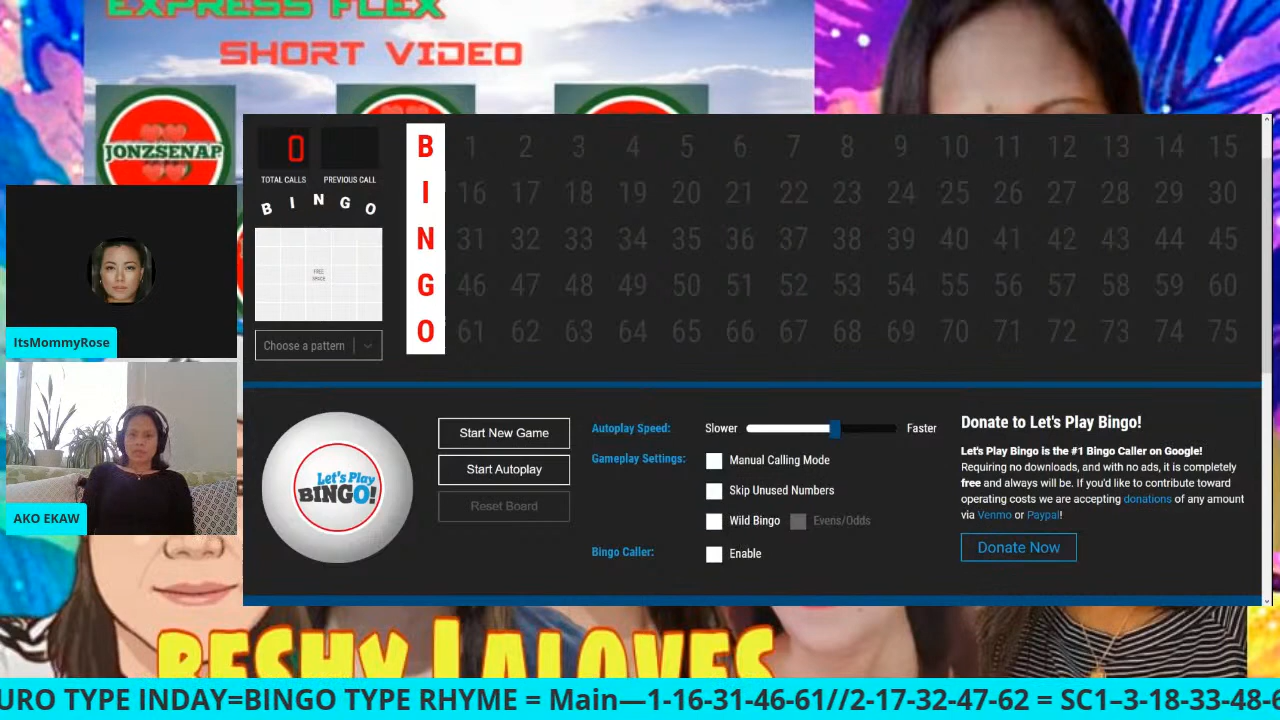 EXPRESS FLEX
SHORT VIDEO
JONZSENAP
0
TOTAL CALLS
PREVIOUS CALL
B I N G O
FREE SPACE
Choose a pattern
B 1 2 3 4 5 6 7 8 9 10 11 12 13 14 15
I 16 17 18 19 20 21 22 23 24 25 26 27 28 29 30
N 31 32 33 34 35 36 37 38 39 40 41 42 43 44 45
G 46 47 48 49 50 51 52 53 54 55 56 57 58 59 60
O 61 62 63 64 65 66 67 68 69 70 71 72 73 74 75
ItsMommyRose
AKO EKAW
Let's Play
BINGO!
Start New Game
Start Autoplay
Reset Board
Autoplay Speed: Slower Faster
Gameplay Settings: Manual Calling Mode
Skip Unused Numbers
Wild Bingo Evens/Odds
Bingo Caller: Enable
Donate to Let's Play Bingo!
Let's Play Bingo is the #1 Bingo Caller on Google!
Requiring no downloads, and with no ads, it is completely
free and always will be. If you'd like to contribute toward
operating costs we are accepting donations of any amount
via Venmo or Paypal!
Donate Now
BESHY LALOVES
URO TYPE INDAY=BINGO TYPE RHYME = Main—1-16-31-46-61//2-17-32-47-62 = SC1–3-18-33-48-6